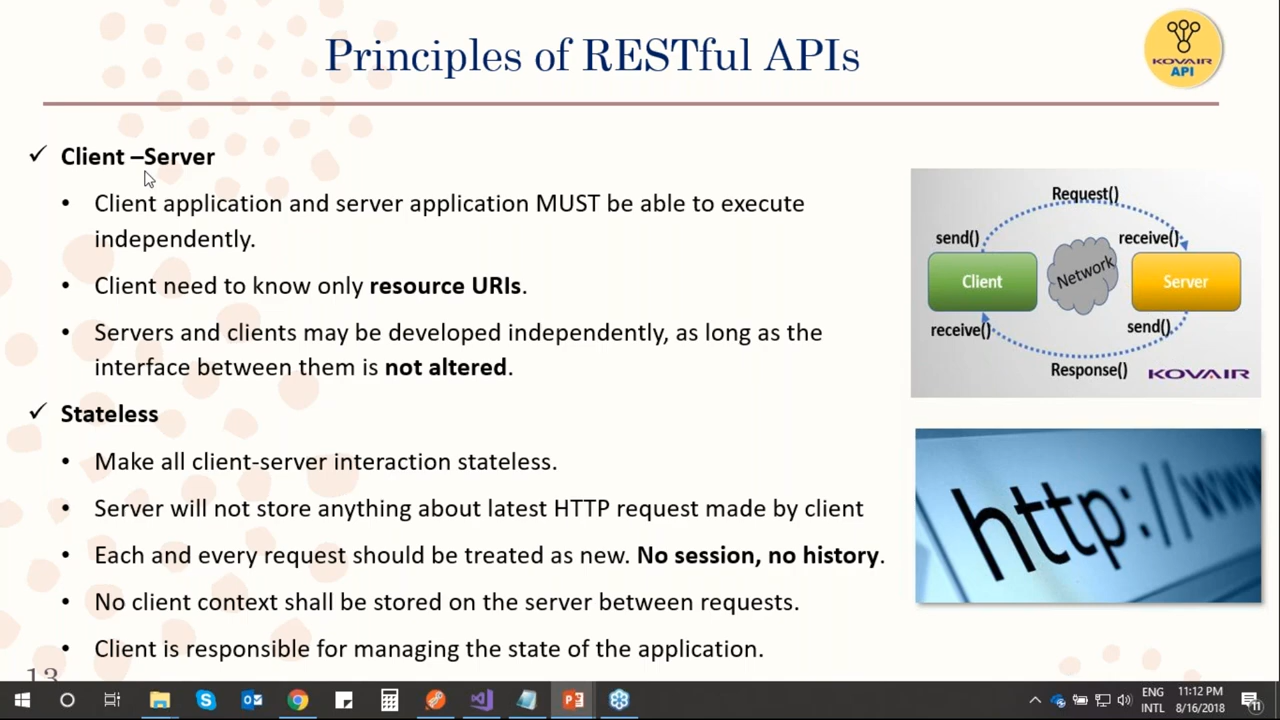 Principles of RESTful APIs
KOVAIR
API
✓ Client –Server
• Client application and server application MUST be able to execute
independently.
• Client need to know only resource URIs.
• Servers and clients may be developed independently, as long as the
interface between them is not altered.
✓ Stateless
• Make all client-server interaction stateless.
• Server will not store anything about latest HTTP request made by client
• Each and every request should be treated as new. No session, no history.
• No client context shall be stored on the server between requests.
• Client is responsible for managing the state of the application.
13
Request()
send()
receive()
Client
Network
Server
receive()
send()
Response()
KOVAIR
http://www
ENG
INTL
11:12 PM
8/16/2018
11